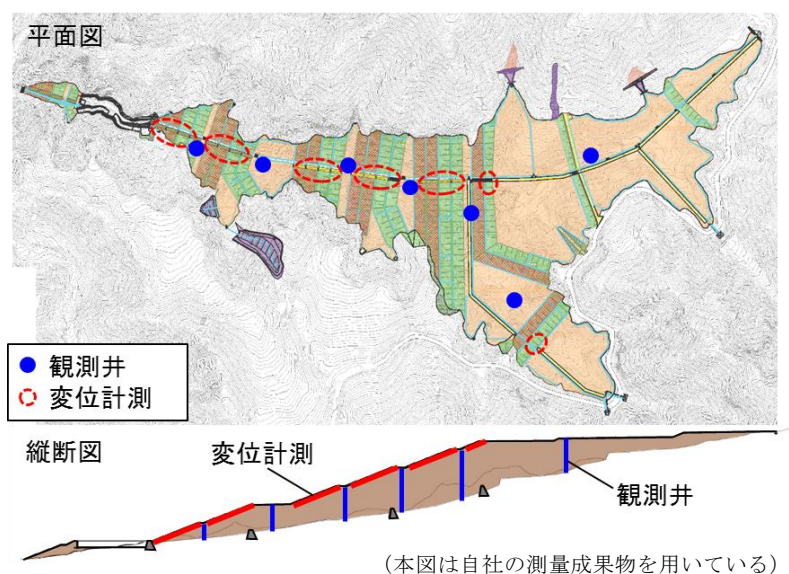 平面図
観測井
変位計測
縦断図
変位計測
観測井
（本図は自社の測量成果物を用いている）